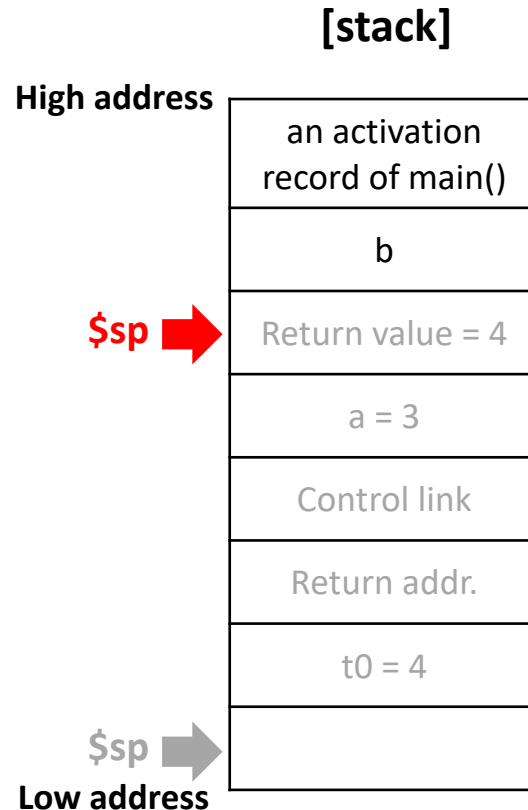 [stack]
High address
an activation
record of main()
b
$sp
Return value = 4
a = 3
Control link
Return addr.
t0 = 4
$sp
Low address